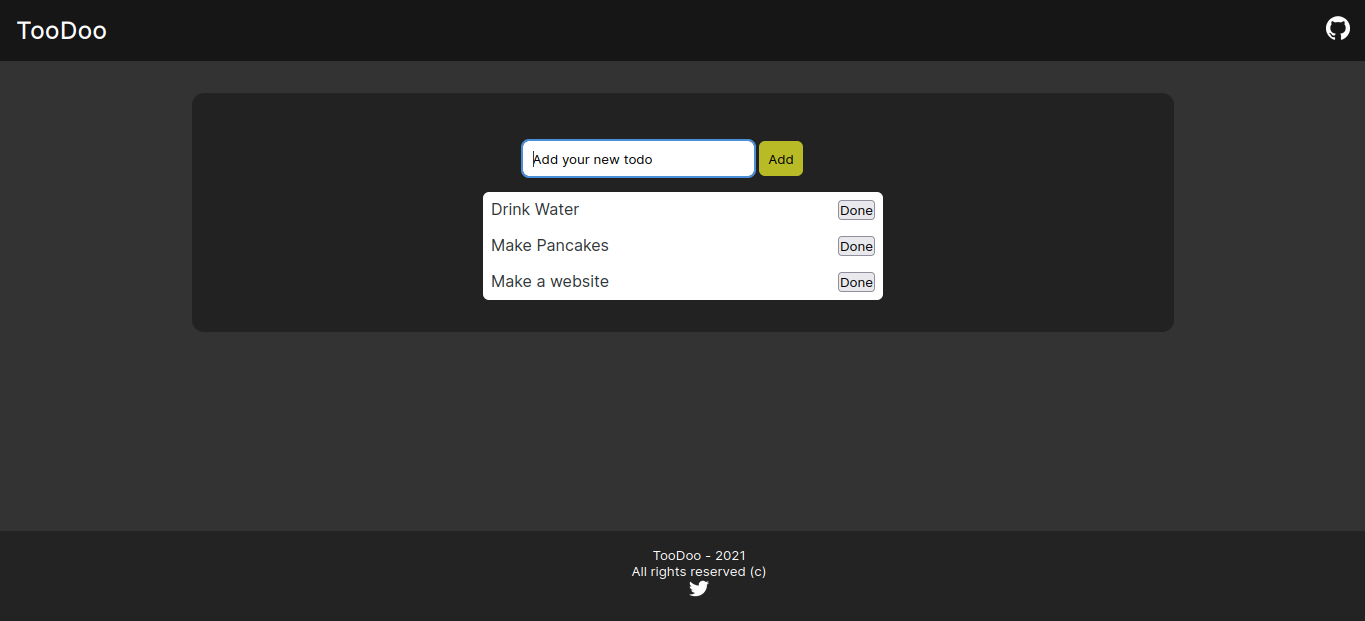 TooDoo
Add your new todo Add
Drink Water Done
Make Pancakes Done
Make a website Done
TooDoo - 2021
All rights reserved (c)